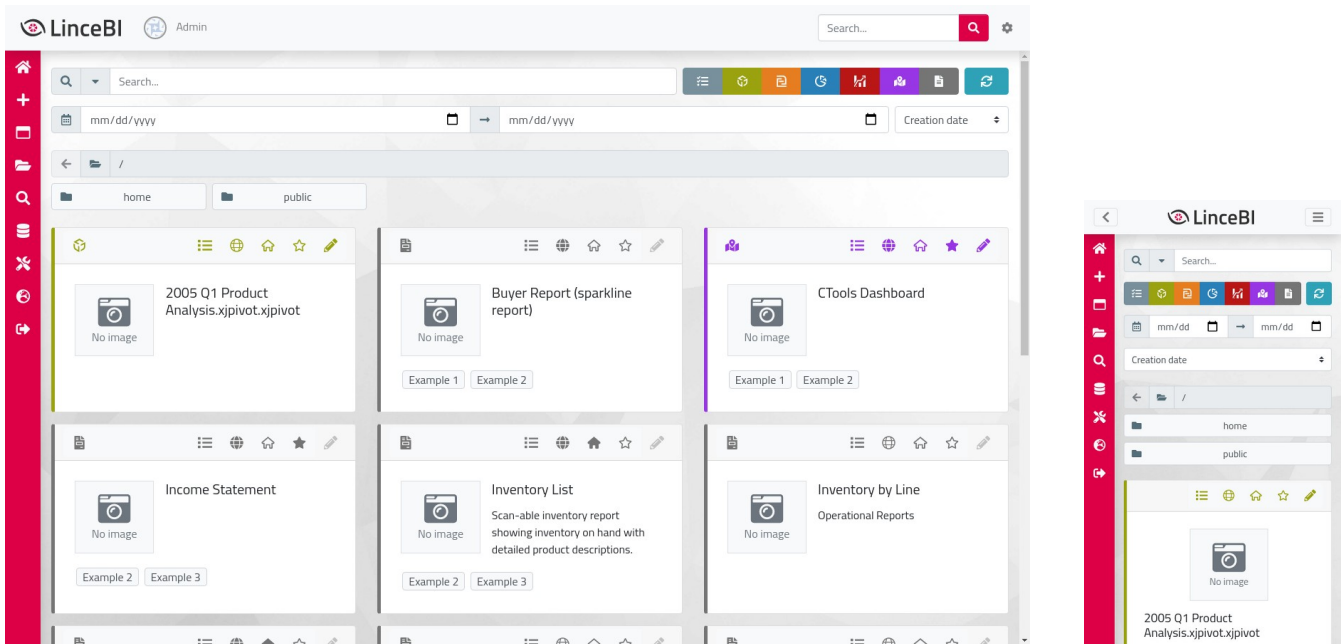 LinceBI
Admin
Search...
Search...
mm/dd/yyyy
mm/dd/yyyy
Creation date
/
home
public
2005 Q1 Product
Analysis.xjpivot.xjpivot
No image
Buyer Report (sparkline
report)
No image
Example 1
Example 2
CTools Dashboard
No image
Example 1
Example 2
Income Statement
No image
Example 2
Example 3
Inventory List
Scan-able inventory report
showing inventory on hand with
detailed product descriptions.
No image
Example 2
Example 3
Inventory by Line
Operational Reports
No image
LinceBI
Search...
mm/dd
mm/dd
Creation date
/
home
public
No image
2005 Q1 Product
Analysis.xjpivot.xjpivot